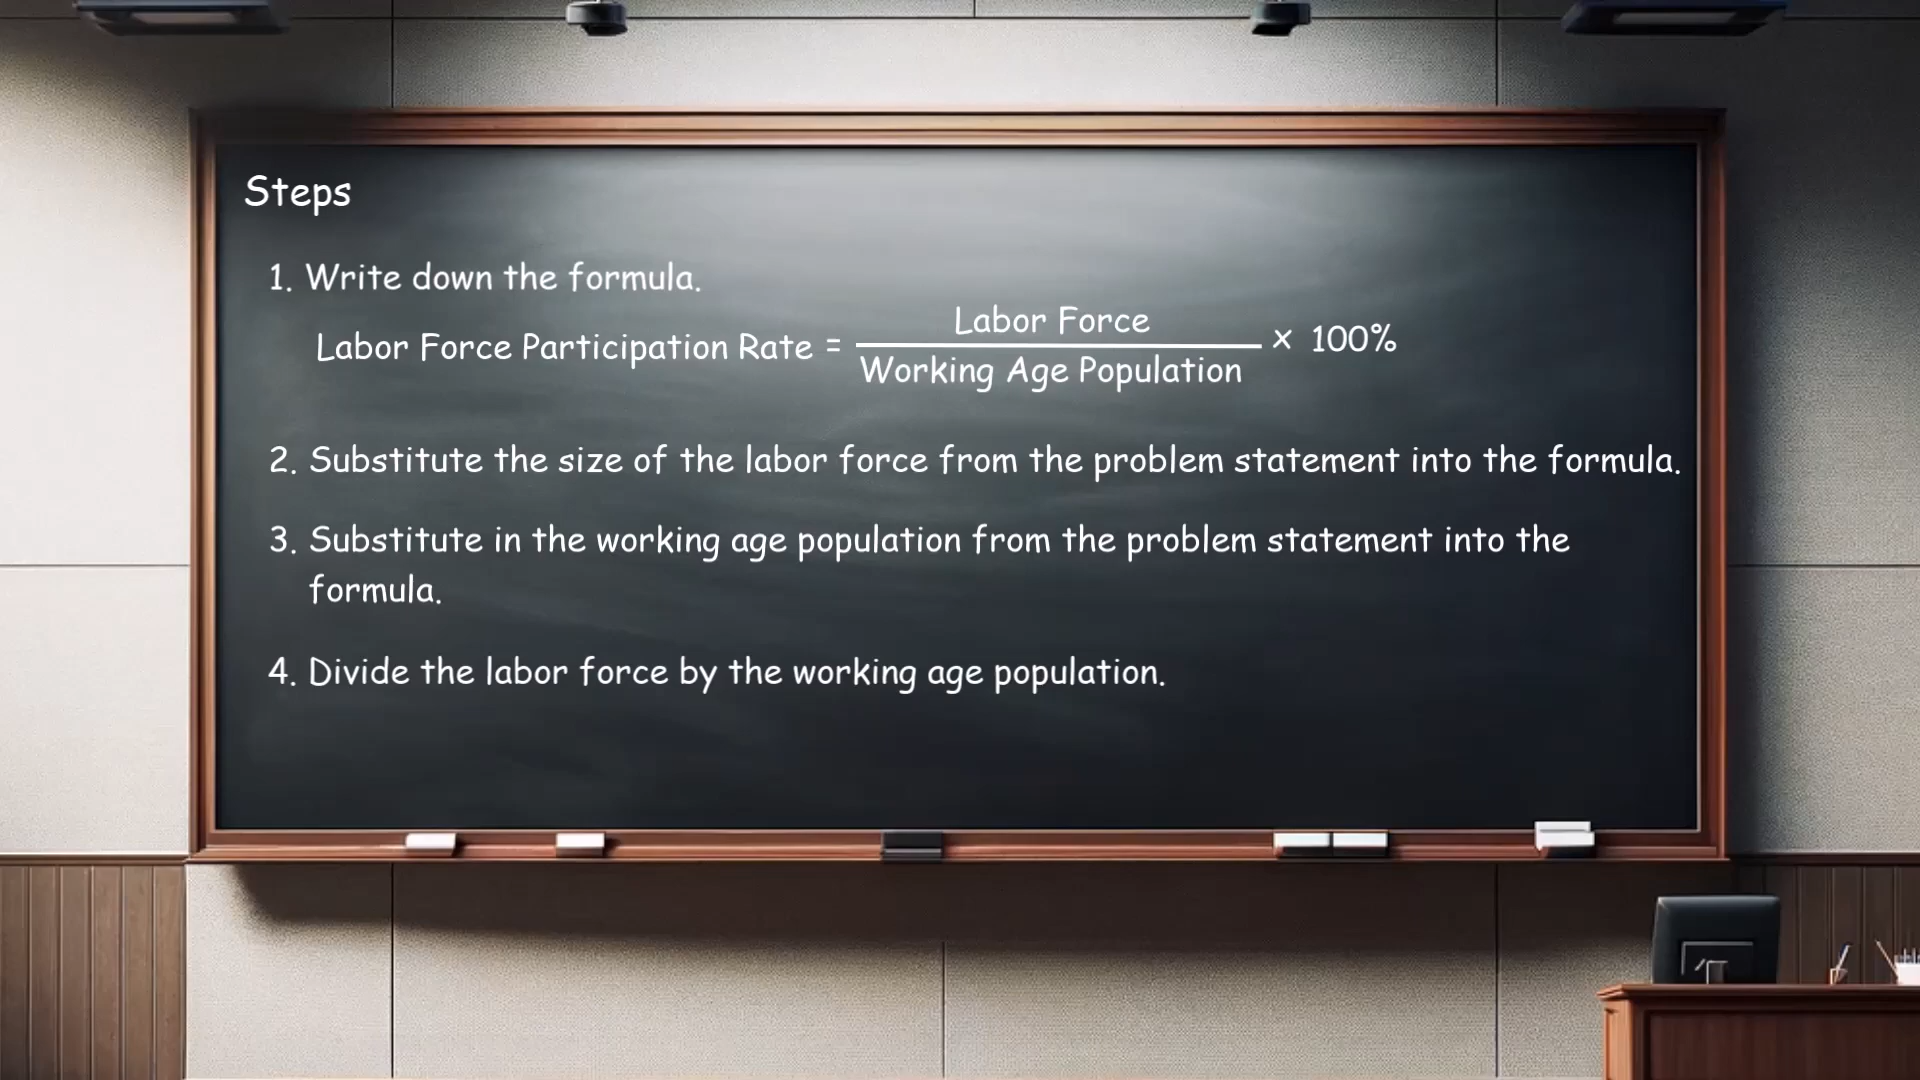 Steps
1. Write down the formula.
Labor Force Participation Rate = Labor Force / Working Age Population × 100%
2. Substitute the size of the labor force from the problem statement into the formula.
3. Substitute in the working age population from the problem statement into the
formula.
4. Divide the labor force by the working age population.